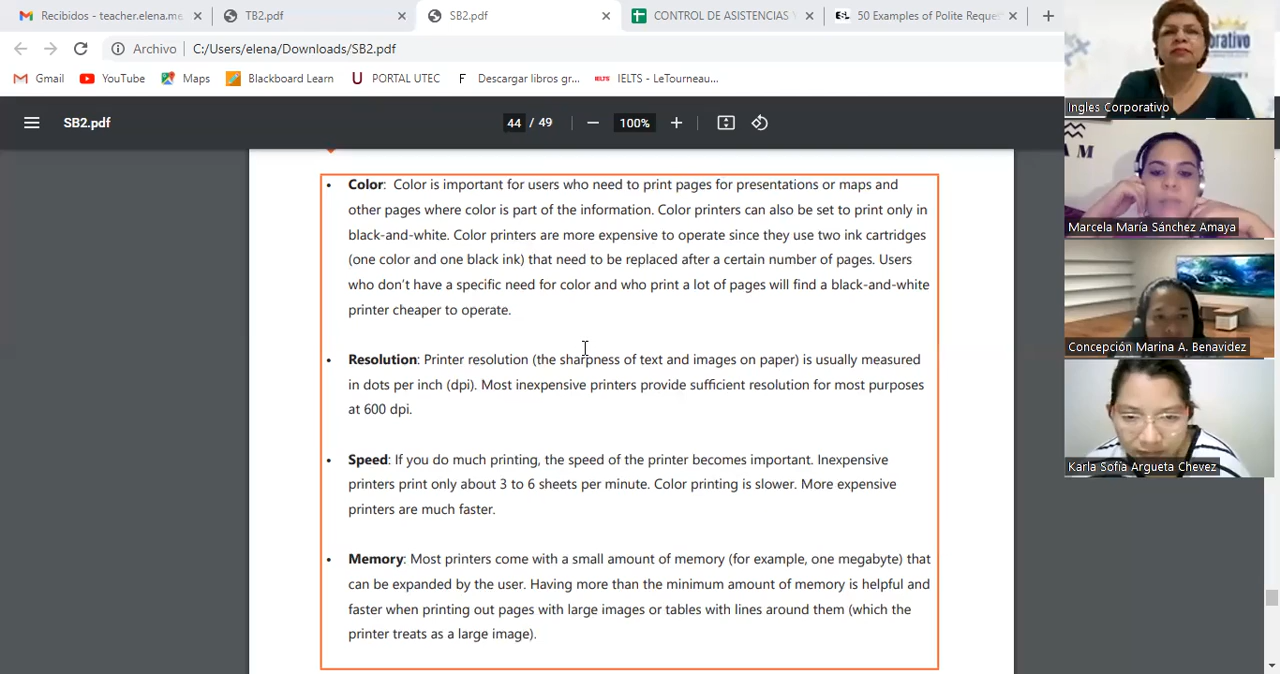 Recibidos - teacher.elena.me
TB2.pdf
SB2.pdf
CONTROL DE ASISTENCIAS
50 Examples of Polite Reque
Archivo
C:/Users/elena/Downloads/SB2.pdf
Gmail
YouTube
Maps
Blackboard Learn
PORTAL UTEC
Descargar libros gr...
IELTS - LeTourneau...
SB2.pdf
44 / 49
100%
• Color: Color is important for users who need to print pages for presentations or maps and
other pages where color is part of the information. Color printers can also be set to print only in
black-and-white. Color printers are more expensive to operate since they use two ink cartridges
(one color and one black ink) that need to be replaced after a certain number of pages. Users
who don't have a specific need for color and who print a lot of pages will find a black-and-white
printer cheaper to operate.
• Resolution: Printer resolution (the sharpness of text and images on paper) is usually measured
in dots per inch (dpi). Most inexpensive printers provide sufficient resolution for most purposes
at 600 dpi.
• Speed: If you do much printing, the speed of the printer becomes important. Inexpensive
printers print only about 3 to 6 sheets per minute. Color printing is slower. More expensive
printers are much faster.
• Memory: Most printers come with a small amount of memory (for example, one megabyte) that
can be expanded by the user. Having more than the minimum amount of memory is helpful and
faster when printing out pages with large images or tables with lines around them (which the
printer treats as a large image).
Ingles Corporativo
Marcela María Sánchez Amaya
Concepción Marina A. Benavidez
Karla Sofía Argueta Chevez